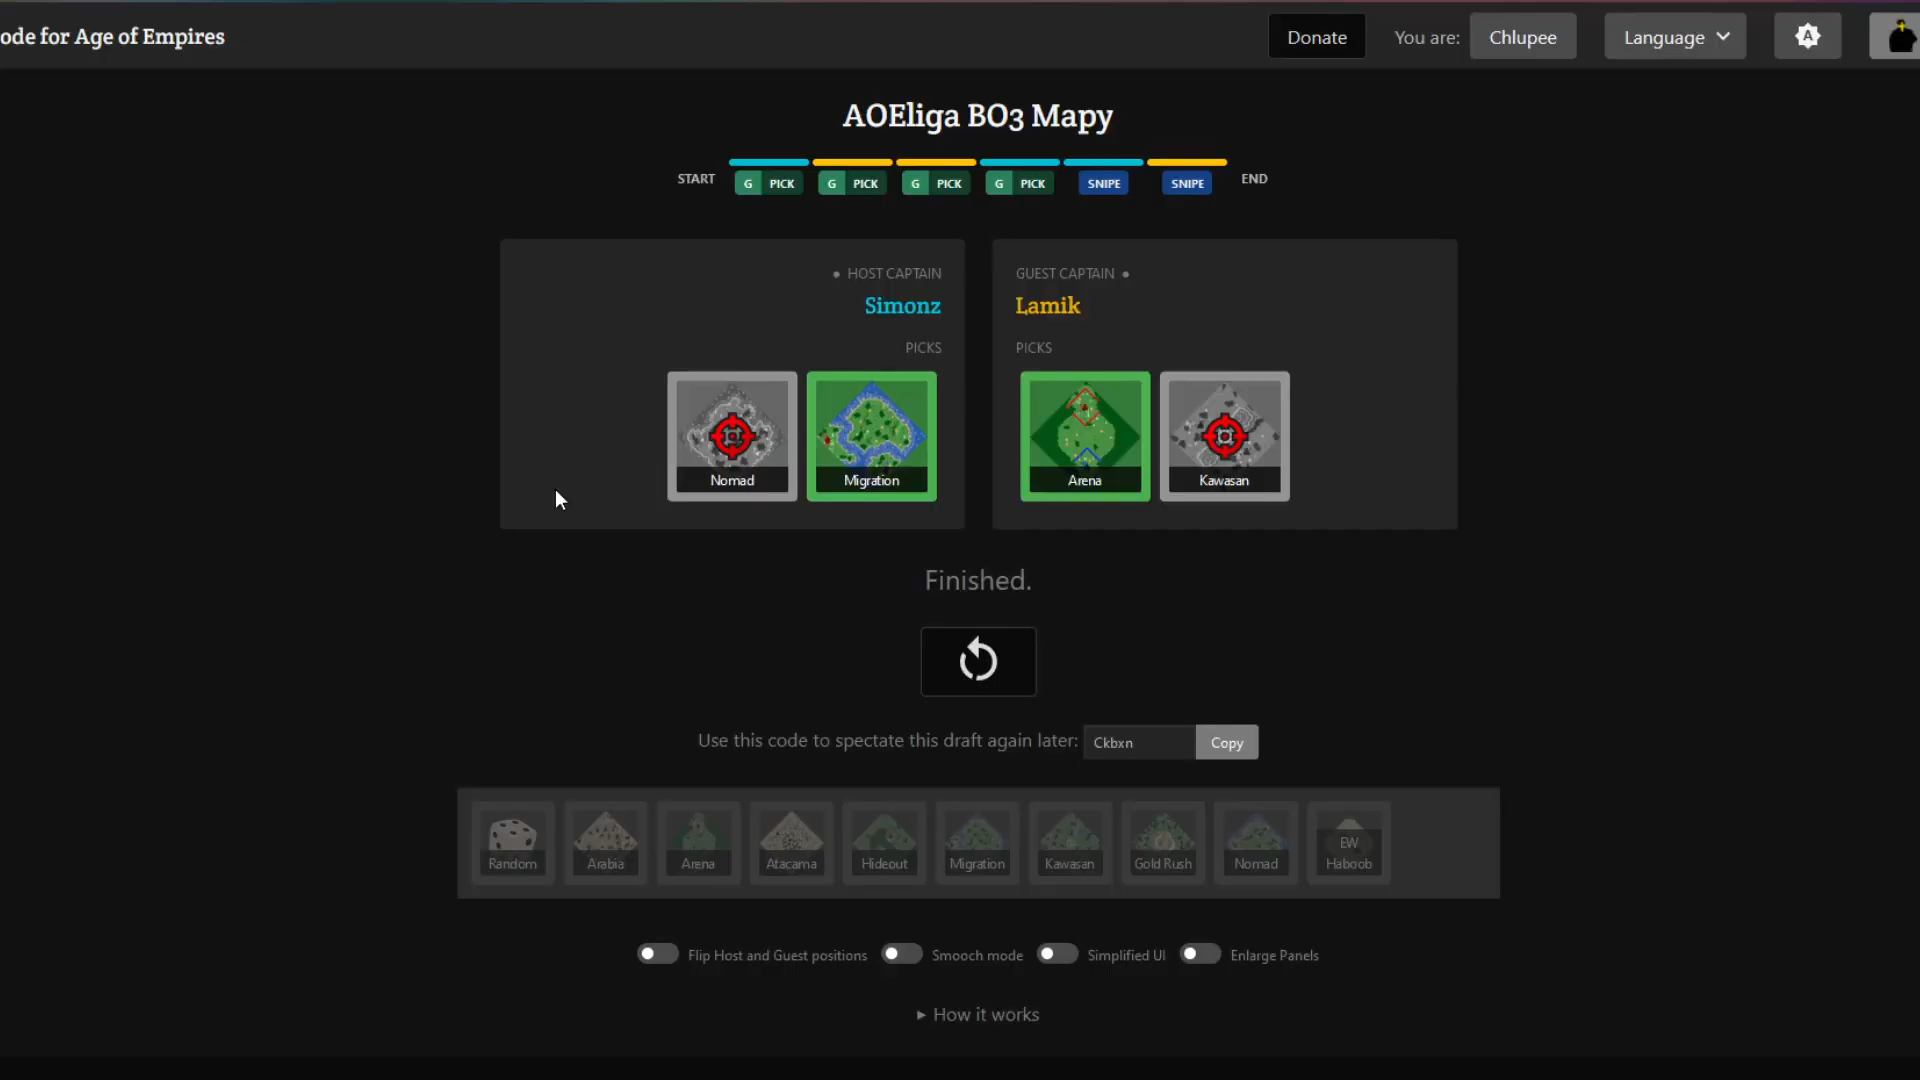 ode for Age of Empires
Donate
You are:
Chlupee
Language
A
AOEliga BO3 Mapy
START
G PICK
G PICK
G PICK
G PICK
SNIPE
SNIPE
END
HOST CAPTAIN
Simonz
PICKS
Nomad
Migration
GUEST CAPTAIN
Lamik
PICKS
Arena
Kawasan
Finished.
Use this code to spectate this draft again later:
Ckbxn
Copy
Random
Arabia
Arena
Atacama
Hideout
Migration
Kawasan
Gold Rush
Nomad
EW
Haboob
Flip Host and Guest positions
Smooch mode
Simplified UI
Enlarge Panels
How it works